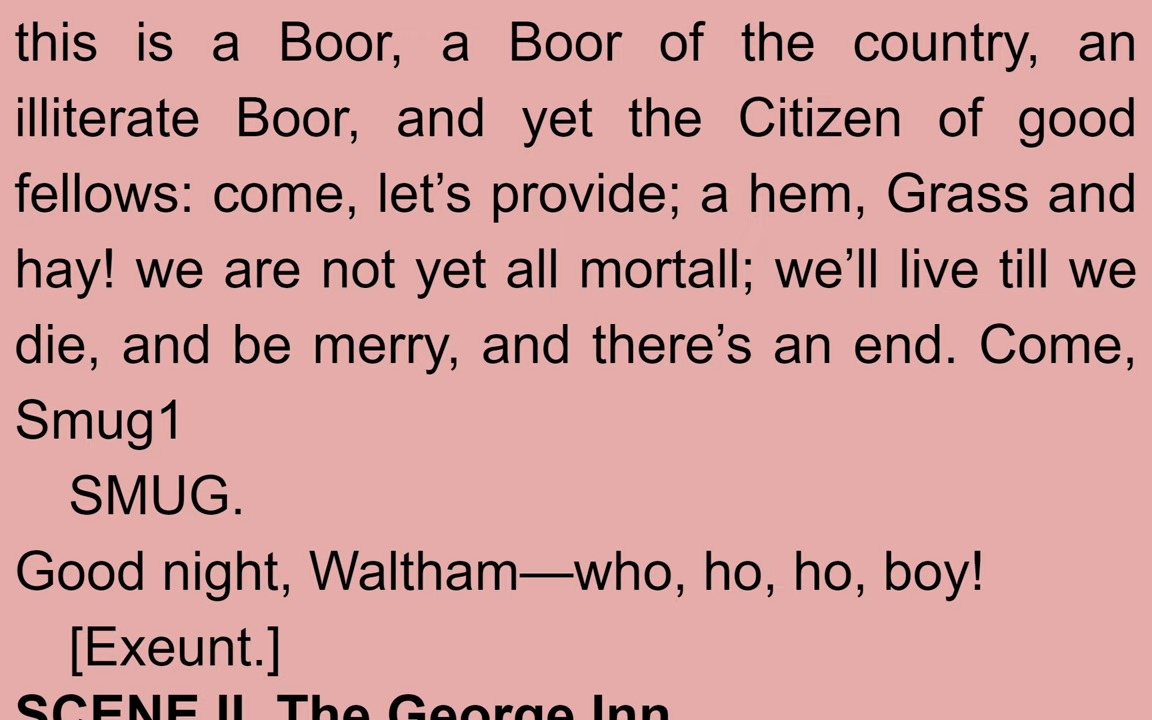 this is a Boor, a Boor of the country, an
illiterate Boor, and yet the Citizen of good
fellows: come, let’s provide; a hem, Grass and
hay! we are not yet all mortall; we’ll live till we
die, and be merry, and there’s an end. Come,
Smug1
SMUG.
Good night, Waltham—who, ho, ho, boy!
[Exeunt.]
SCENE II. The George Inn.